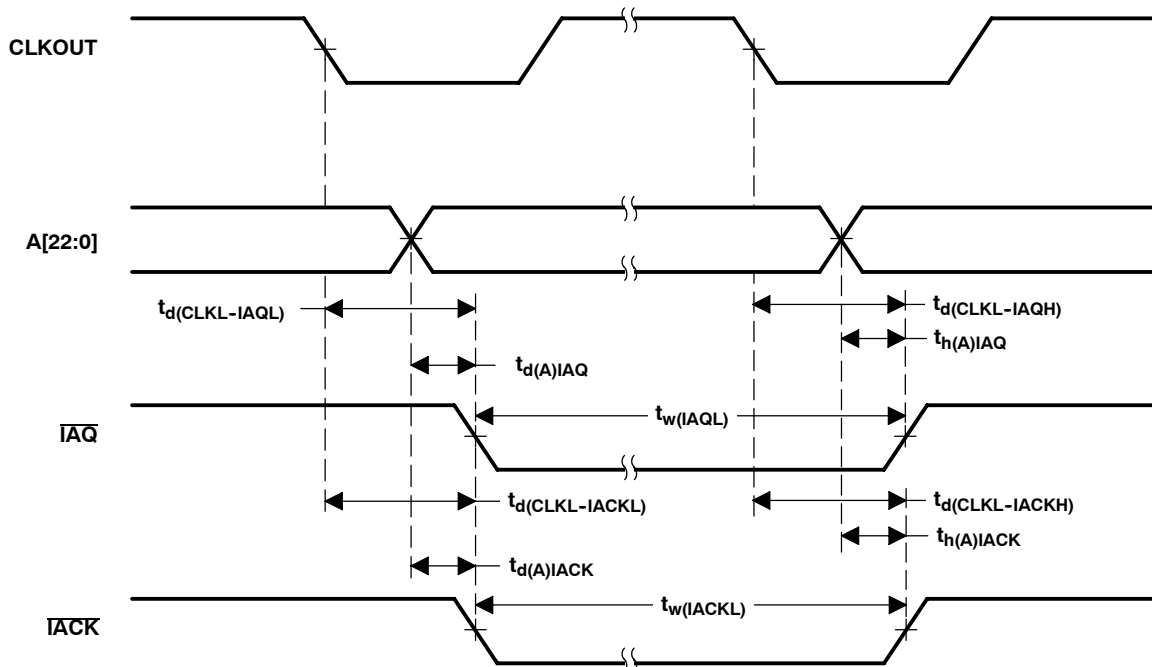 CLKOUT
A[22:0]
td(CLKL-IAQL)
td(CLKL-IAQH)
th(A)IAQ
td(A)IAQ
tw(IAQL)
IAQ
td(CLKL-IACKL)
td(CLKL-IACKH)
th(A)IACK
td(A)IACK
tw(IACKL)
IACK